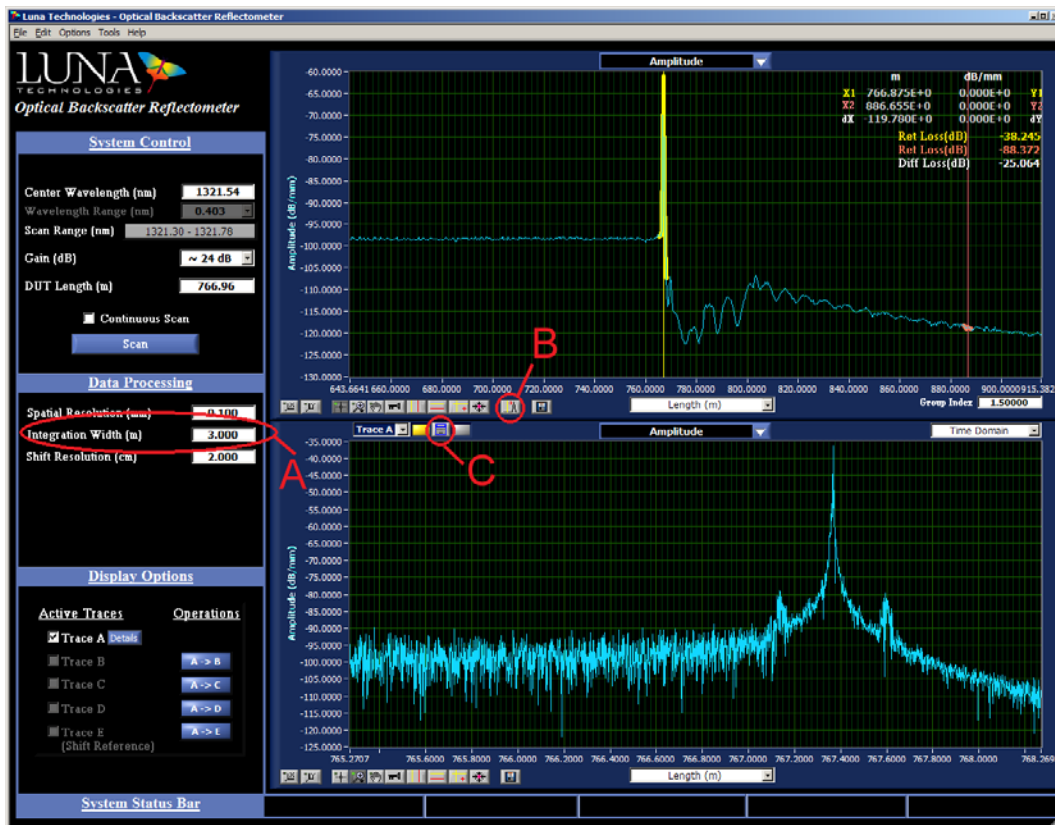 Luna Technologies - Optical Backscatter Reflectometer
File Edit Options Tools Help
LUNA
TECHNOLOGIES
Optical Backscatter Reflectometer
System Control
Center Wavelength (nm) 1321.54
Wavelength Range (nm) 0.403
Scan Range (nm) 1321.30 - 1321.78
Gain (dB) ~ 24 dB
DUT Length (m) 766.96
Continuous Scan
Scan
Data Processing
Spatial Resolution (mm) 0.100
Integration Width (m) 3.000
Shift Resolution (cm) 2.000
A
Display Options
Active Traces Operations
Trace A Details
Trace B A -> B
Trace C A -> C
Trace D A -> D
Trace E A -> E
(Shift Reference)
System Status Bar
Amplitude
m dB/mm
X1 766.875E+0 0.000E+0 Y1
X2 886.655E+0 0.000E+0 Y2
dX -119.780E+0 0.000E+0 dY
Ret Loss(dB) -38.245
Ret Loss(dB) -88.372
Diff Loss(dB) -25.064
Amplitude (dB/mm)
-60.0000
-65.0000
-70.0000
-75.0000
-80.0000
-85.0000
-90.0000
-95.0000
-100.0000
-105.0000
-110.0000
-115.0000
-120.0000
-125.0000
-130.0000
643.6641 660.0000 680.0000 700.0000 720.0000 740.0000 760.0000 780.0000 800.0000 820.0000 840.0000 860.0000 880.0000 900.0000 915.382
B
Length (m)
Group Index 1.50000
Trace A
C
Amplitude
Time Domain
Amplitude (dB/mm)
-35.0000
-40.0000
-45.0000
-50.0000
-55.0000
-60.0000
-65.0000
-70.0000
-75.0000
-80.0000
-85.0000
-90.0000
-95.0000
-100.0000
-105.0000
-110.0000
-115.0000
-120.0000
-125.0000
765.2707 765.6000 765.8000 766.0000 766.2000 766.4000 766.6000 766.8000 767.0000 767.2000 767.4000 767.6000 767.8000 768.0000 768.269
Length (m)